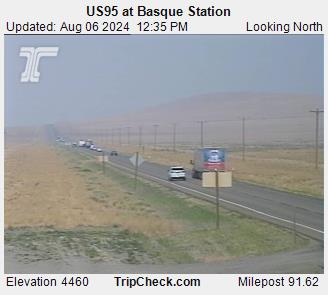 US95 at Basque Station
Updated: Aug 06 2024 12:35 PM Looking North
Elevation 4460 TripCheck.com Milepost 91.62